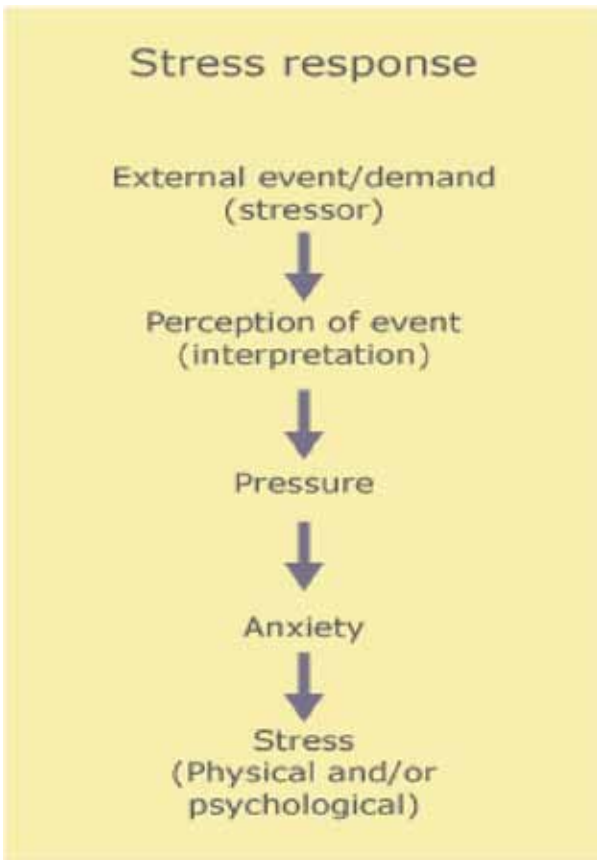 Stress response
External event/demand
(stressor)
Perception of event
(interpretation)
Pressure
Anxiety
Stress
(Physical and/or
psychological)